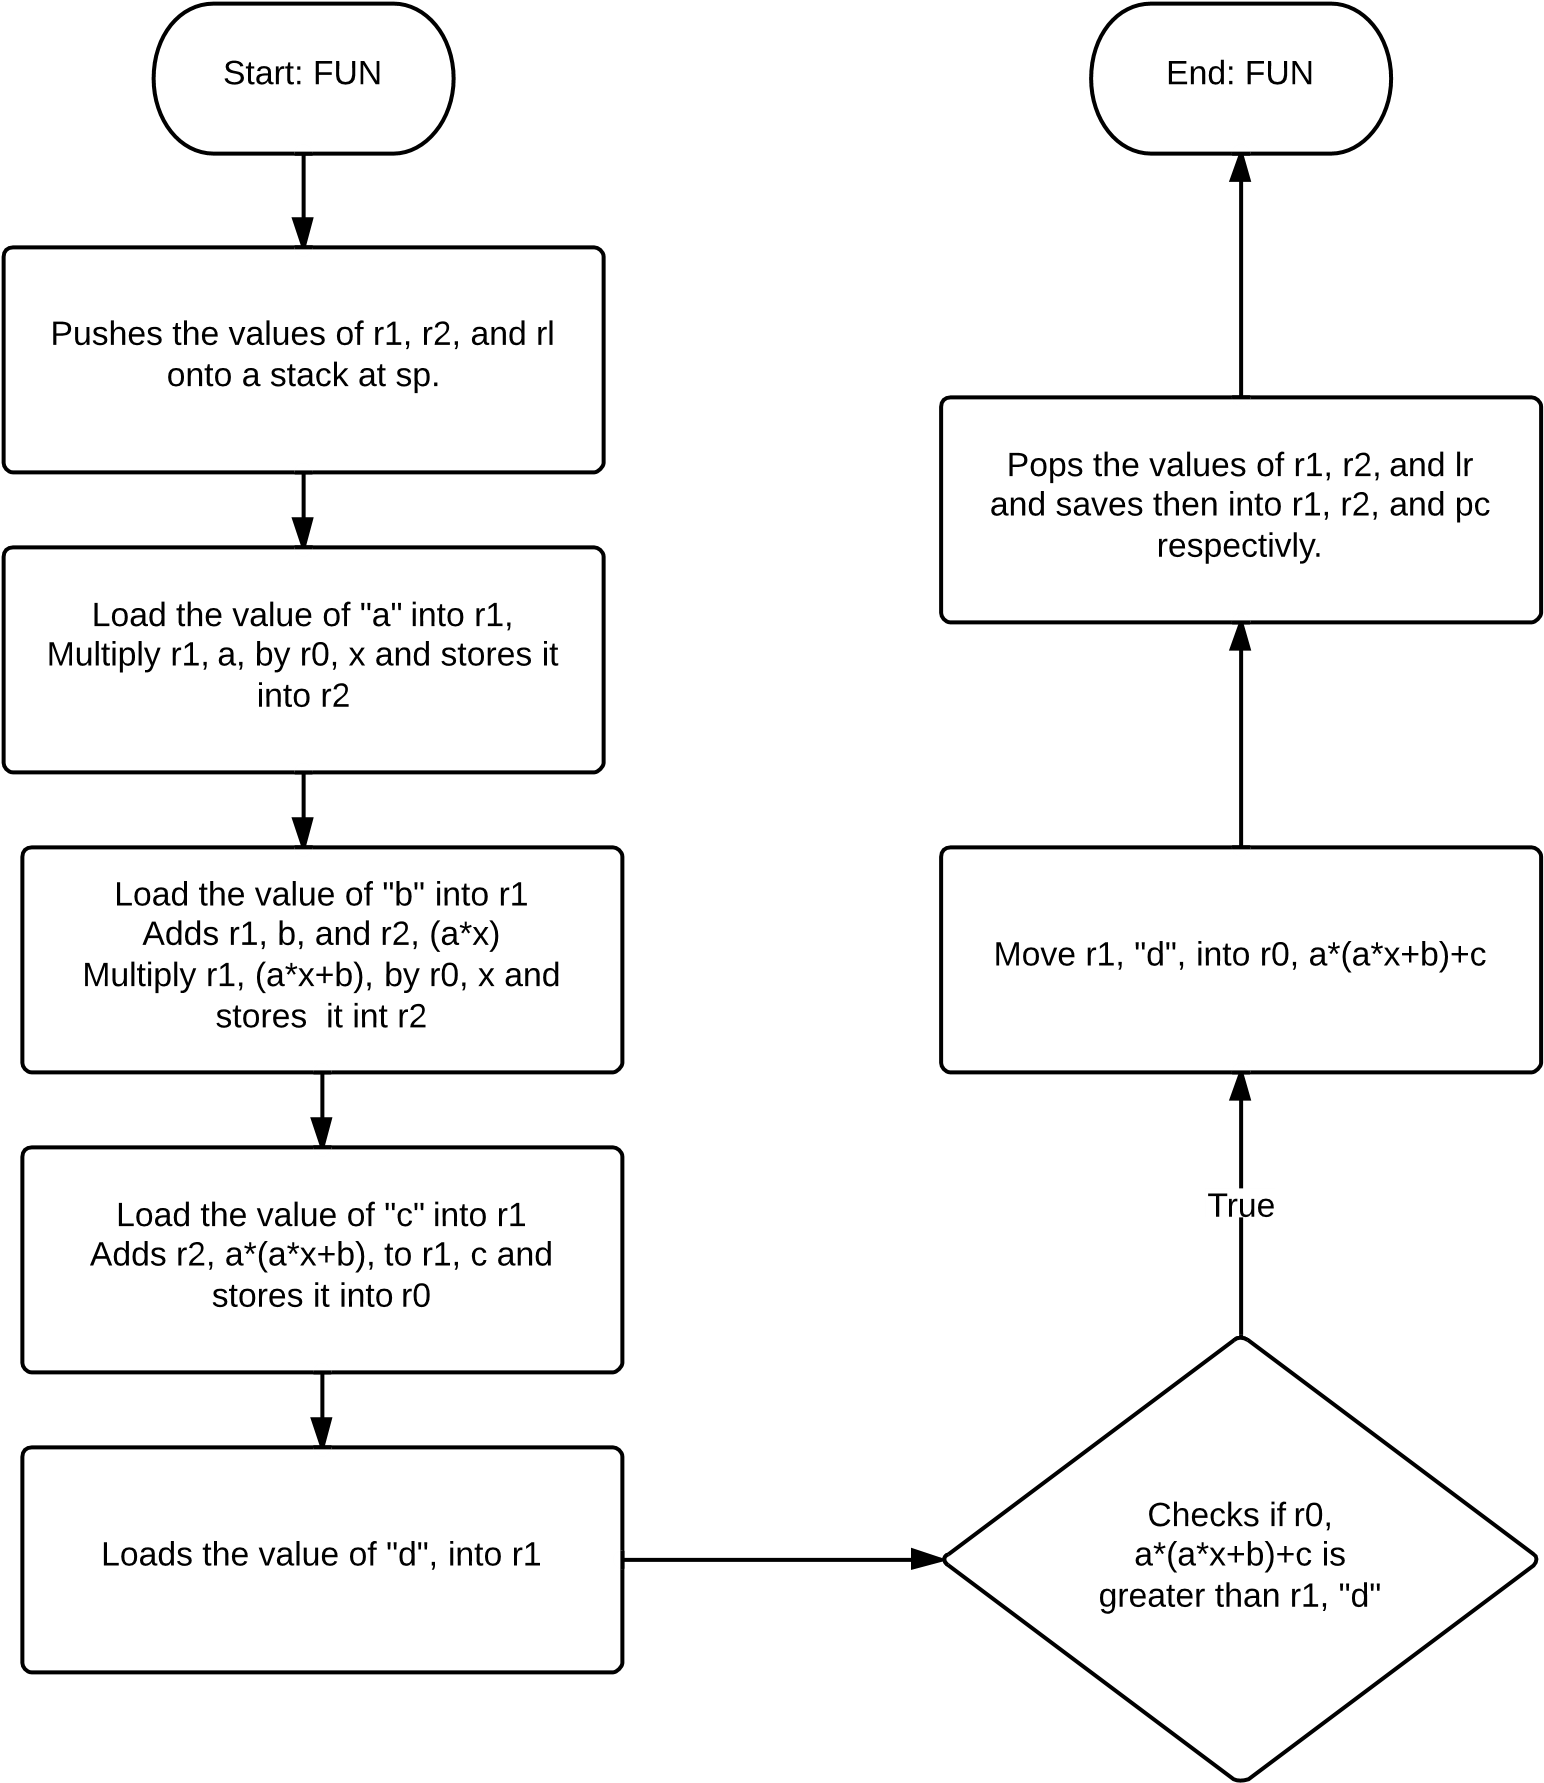 Start: FUN
Pushes the values of r1, r2, and rl
onto a stack at sp.
Load the value of "a" into r1,
Multiply r1, a, by r0, x and stores it
into r2
Load the value of "b" into r1
Adds r1, b, and r2, (a*x)
Multiply r1, (a*x+b), by r0, x and
stores  it int r2
Load the value of "c" into r1
Adds r2, a*(a*x+b), to r1, c and
stores it into r0
Loads the value of "d", into r1
Checks if r0,
a*(a*x+b)+c is
greater than r1, "d"
True
Move r1, "d", into r0, a*(a*x+b)+c
Pops the values of r1, r2, and lr
and saves then into r1, r2, and pc
respectivly.
End: FUN